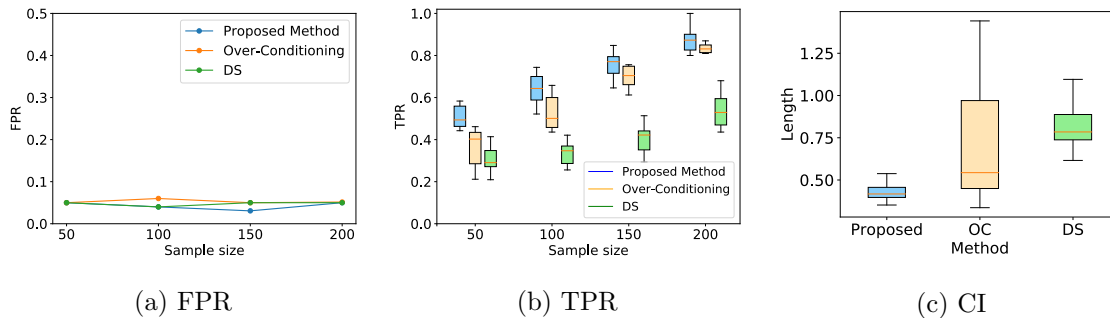 0.5
0.4
0.3
0.2
0.1
0.0
FPR
50
100
150
200
Sample size
Proposed Method
Over-Conditioning
DS
(a) FPR
1.0
0.8
0.6
0.4
0.2
0.0
TPR
50
100
150
200
Sample size
Proposed Method
Over-Conditioning
DS
(b) TPR
1.25
1.00
0.75
0.50
Length
Proposed
OC
DS
Method
(c) CI